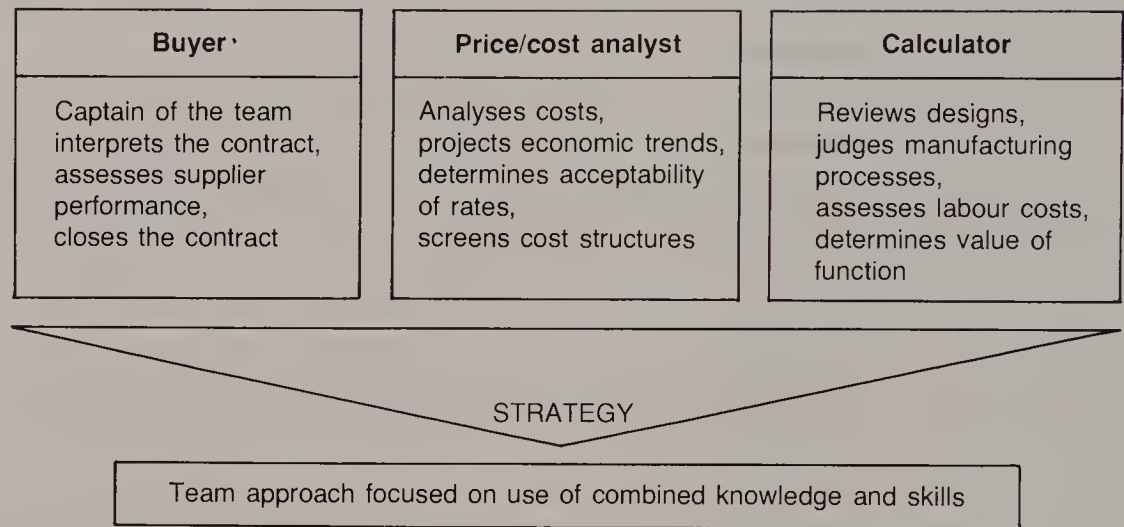 Buyer
Captain of the team
interprets the contract,
assesses supplier
performance,
closes the contract
Price/cost analyst
Analyses costs,
projects economic trends,
determines acceptability
of rates,
screens cost structures
Calculator
Reviews designs,
judges manufacturing
processes,
assesses labour costs,
determines value of
function
STRATEGY
Team approach focused on use of combined knowledge and skills